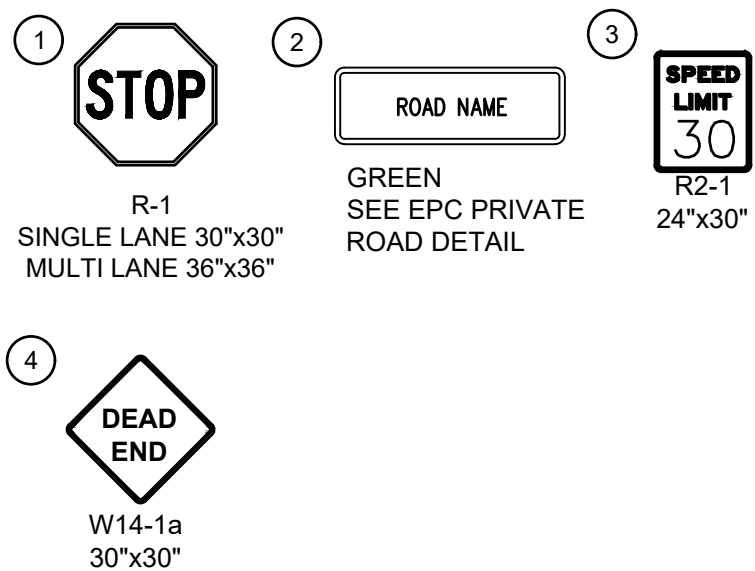 1
STOP
R-1
SINGLE LANE 30"x30"
MULTI LANE 36"x36"
2
ROAD NAME
GREEN
SEE EPC PRIVATE
ROAD DETAIL
3
SPEED
LIMIT
30
R2-1
24"x30"
4
DEAD
END
W14-1a
30"x30"